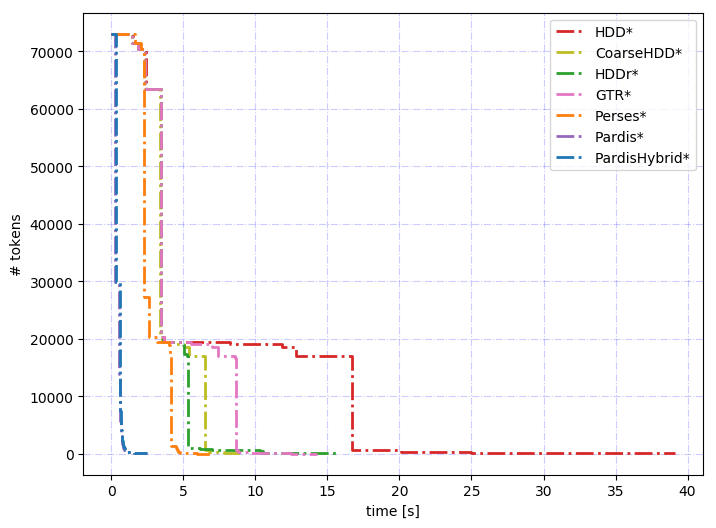 HDD*
CoarseHDD*
HDDr*
GTR*
Perses*
Pardis*
PardisHybrid*
# tokens
70000
60000
50000
40000
30000
20000
10000
0
0 5 10 15 20 25 30 35 40
time [s]